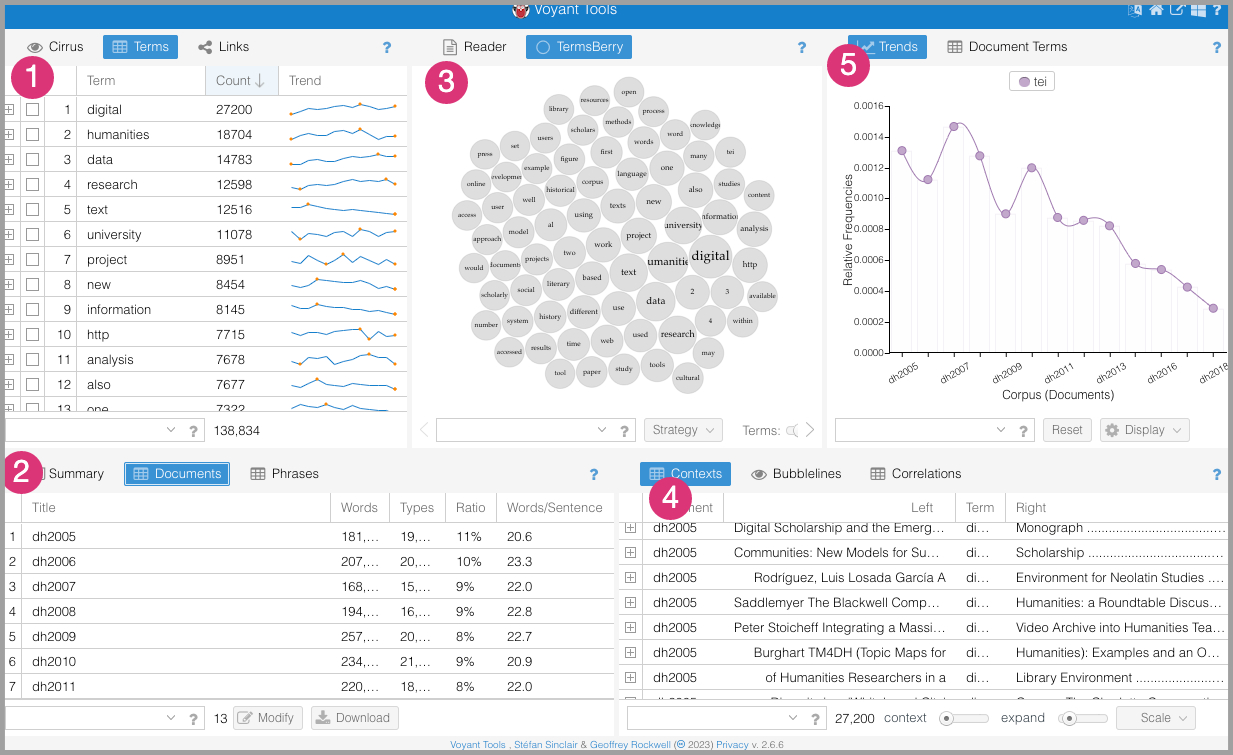 Voyant Tools
?
Cirrus
Terms
Links
?
1
Term
Count
Trend
1 digital 27200
2 humanities 18704
3 data 14783
4 research 12598
5 text 12516
6 university 11078
7 project 8951
8 new 8454
9 information 8145
10 http 7715
11 analysis 7678
12 also 7677
13 one 7322
? 138,834
Reader
TermsBerry
?
3
open
resources
library
process
methods
knowledge
scholars
word
users
words
set
first
many
tei
press
figure
example
language
one
online
corpus
also
studies
historical
content
well
texts
new
user
using
access
university
analysis
model
al
project
approach
work
digital
two
projects
http
would
text
based
literary
social
data
2
3
available
scholarly
use
different
history
system
4
within
number
used
research
web
time
results
accessed
may
tools
study
paper
tool
cultural
?
Strategy
Terms:
Trends
Document Terms
?
5
tei
0.0016
0.0014
0.0012
0.0010
0.0008
0.0006
0.0004
0.0002
0.0000
Relative Frequencies
dh2005
dh2007
dh2009
dh2011
dh2013
dh2016
dh2018
Corpus (Documents)
?
Reset
Display
2
Summary
Documents
Phrases
?
Title Words Types Ratio Words/Sentence
1 dh2005 181,... 19,... 11% 20.6
2 dh2006 207,... 20,... 10% 23.3
3 dh2007 168,... 15,... 9% 22.0
4 dh2008 194,... 16,... 9% 22.8
5 dh2009 257,... 20,... 8% 22.7
6 dh2010 234,... 21,... 9% 20.9
7 dh2011 220,... 18,... 8% 22.0
? 13 Modify Download
Contexts
Bubblelines
Correlations
?
4
Left Term Right
dh2005 Digital Scholarship and the Emerg... di... Monograph ....................................
dh2005 Communities: New Models for Su... di... Scholarship ....................................
dh2005 Rodríguez, Luis Losada García A di... Environment for Neolatin Studies ....
dh2005 Saddlemyer The Blackwell Comp... di... Humanities: a Roundtable Discus...
dh2005 Peter Stoicheff Integrating a Massi... di... Video Archive into Humanities Tea...
dh2005 Burghart TM4DH (Topic Maps for di... Humanities): Examples and an O...
dh2005 of Humanities Researchers in a di... Library Environment .......................
? 27,200 context expand Scale
Voyant Tools , Stéfan Sinclair & Geoffrey Rockwell (© 2023) Privacy v. 2.6.6